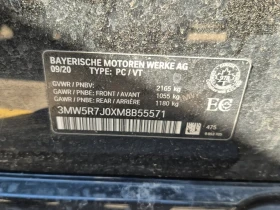 BAYERISCHE MOTOREN WERKE AG
09/20 TYPE: PC / VT
GVWR / PNBV: 2165 kg
GAWR / PNBE: FRONT / AVANT 1055 kg
GAWR / PNBE: REAR / ARRIÈRE 1180 kg
3MW5R7J0XM8B55571
EC
475